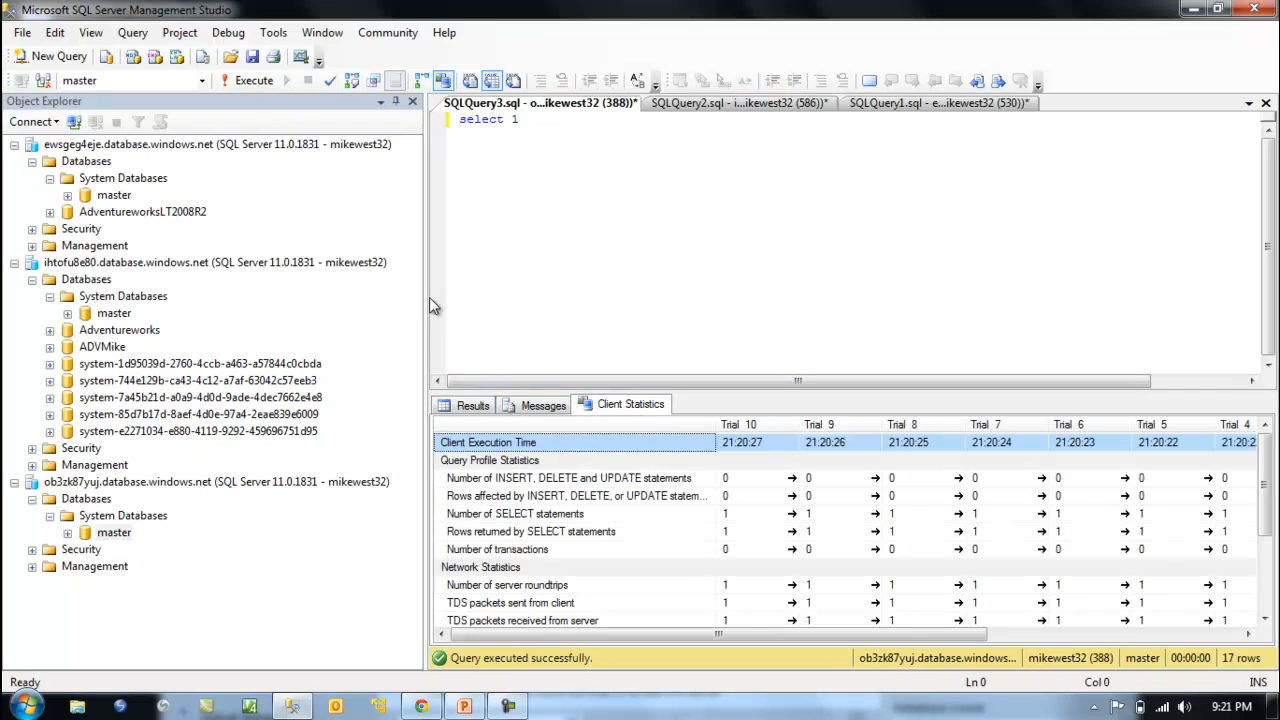 Microsoft SQL Server Management Studio
File Edit View Query Project Debug Tools Window Community Help
New Query
master Execute
Object Explorer
SQLQuery3.sql - o...ikewest32 (388))* SQLQuery2.sql - i...ikewest32 (586))* SQLQuery1.sql - e...ikewest32 (530))*
Connect
select 1
ewsgeg4eje.database.windows.net (SQL Server 11.0.1831 - mikewest32)
Databases
System Databases
master
AdventureworksLT2008R2
Security
Management
ihtofu8e80.database.windows.net (SQL Server 11.0.1831 - mikewest32)
Databases
System Databases
master
Adventureworks
ADVMike
system-1d95039d-2760-4ccb-a463-a57844c0cbda
system-744e129b-ca43-4c12-a7af-63042c57eeb3
system-7a45b21d-a0a9-4d0d-9ade-4dec7662e4e8
system-85d7b17d-8aef-4d0e-97a4-2eae839e6009
system-e2271034-e880-4119-9292-459696751d95
Security
Management
ob3zk87yuj.database.windows.net (SQL Server 11.0.1831 - mikewest32)
Databases
System Databases
master
Security
Management
Results Messages Client Statistics
Trial 10 Trial 9 Trial 8 Trial 7 Trial 6 Trial 5 Trial 4
Client Execution Time 21:20:27 21:20:26 21:20:25 21:20:24 21:20:23 21:20:22 21:20:2
Query Profile Statistics
Number of INSERT, DELETE and UPDATE statements 0 → 0 → 0 → 0 → 0 → 0 → 0
Rows affected by INSERT, DELETE, or UPDATE statem... 0 → 0 → 0 → 0 → 0 → 0 → 0
Number of SELECT statements 1 → 1 → 1 → 1 → 1 → 1 → 1
Rows returned by SELECT statements 1 → 1 → 1 → 1 → 1 → 1 → 1
Number of transactions 0 → 0 → 0 → 0 → 0 → 0 → 0
Network Statistics
Number of server roundtrips 1 → 1 → 1 → 1 → 1 → 1 → 1
TDS packets sent from client 1 → 1 → 1 → 1 → 1 → 1 → 1
TDS packets received from server 1 → 1 → 1 → 1 → 1 → 1 → 1
Query executed successfully. ob3zk87yuj.database.windows... mikewest32 (388) master 00:00:00 17 rows
Ready Ln 0 Col 0 INS
9:21 PM